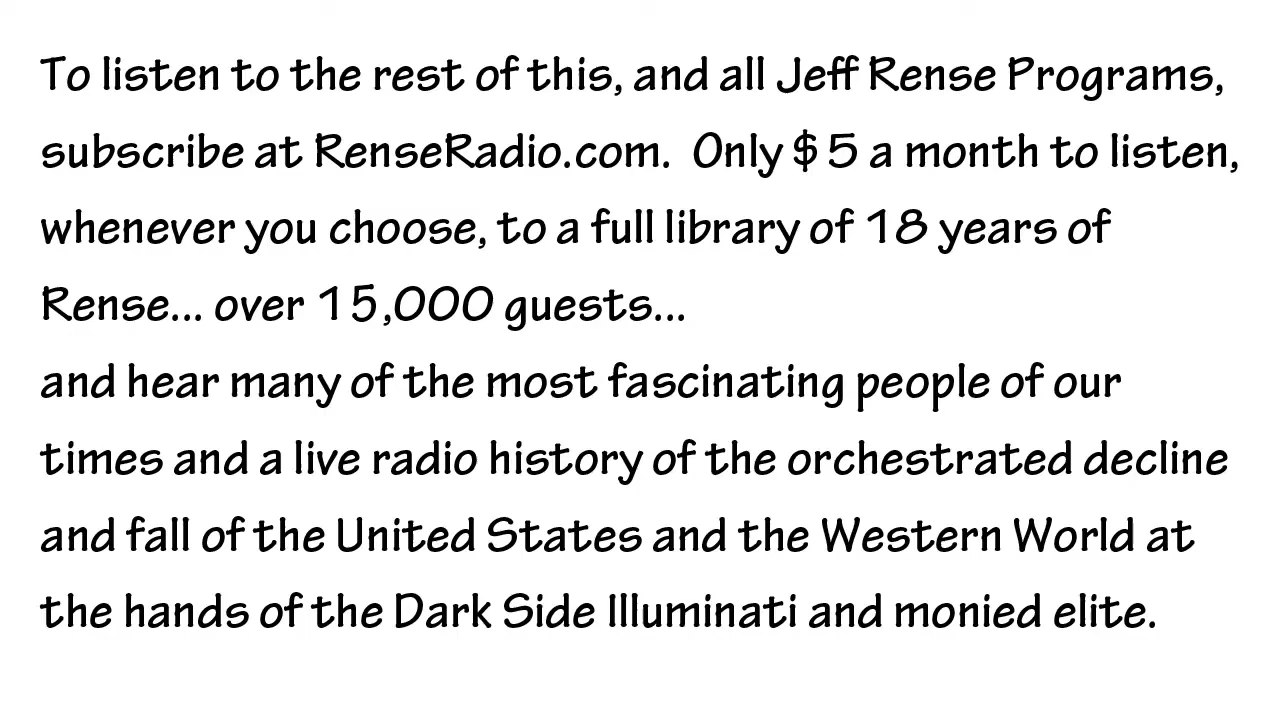 To listen to the rest of this, and all Jeff Rense Programs,
subscribe at RenseRadio.com.  Only $5 a month to listen,
whenever you choose, to a full library of 18 years of
Rense... over 15,000 guests...
and hear many of the most fascinating people of our
times and a live radio history of the orchestrated decline
and fall of the United States and the Western World at
the hands of the Dark Side Illuminati and monied elite.